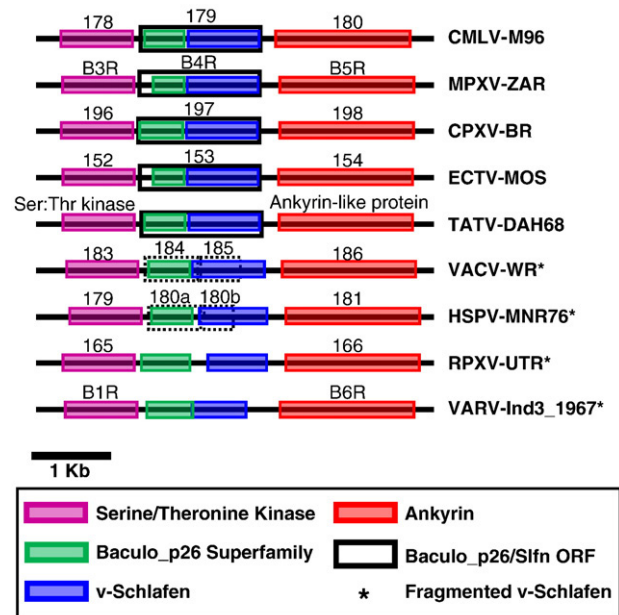 178 179 180
CMLV-M96
B3R B4R B5R
MPXV-ZAR
196 197 198
CPXV-BR
152 153 154
ECTV-MOS
Ser:Thr kinase Ankyrin-like protein
TATV-DAH68
183 184 185 186
VACV-WR*
179 180a 180b 181
HSPV-MNR76*
165 166
RPXV-UTR*
B1R B6R
VARV-Ind3_1967*
1 Kb
Serine/Theronine Kinase
Ankyrin
Baculo_p26 Superfamily
Baculo_p26/Slfn ORF
v-Schlafen
* Fragmented v-Schlafen